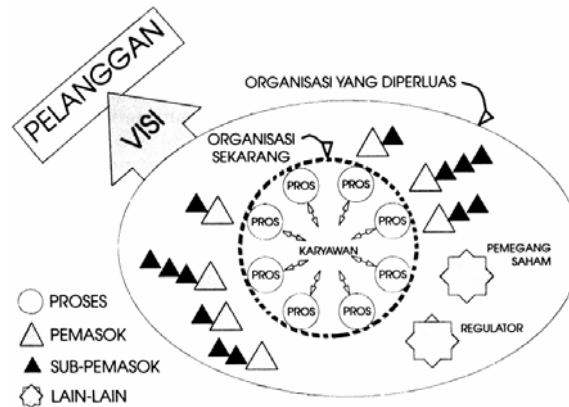 PELANGGAN
VISI
ORGANISASI YANG DIPERLUAS
ORGANISASI
SEKARANG
PROS
PROS
PROS
PROS
KARYAWAN
PROS
PROS
PROS
PROS
PEMEGANG
SAHAM
REGULATOR
PROSES
PEMASOK
SUB-PEMASOK
LAIN-LAIN